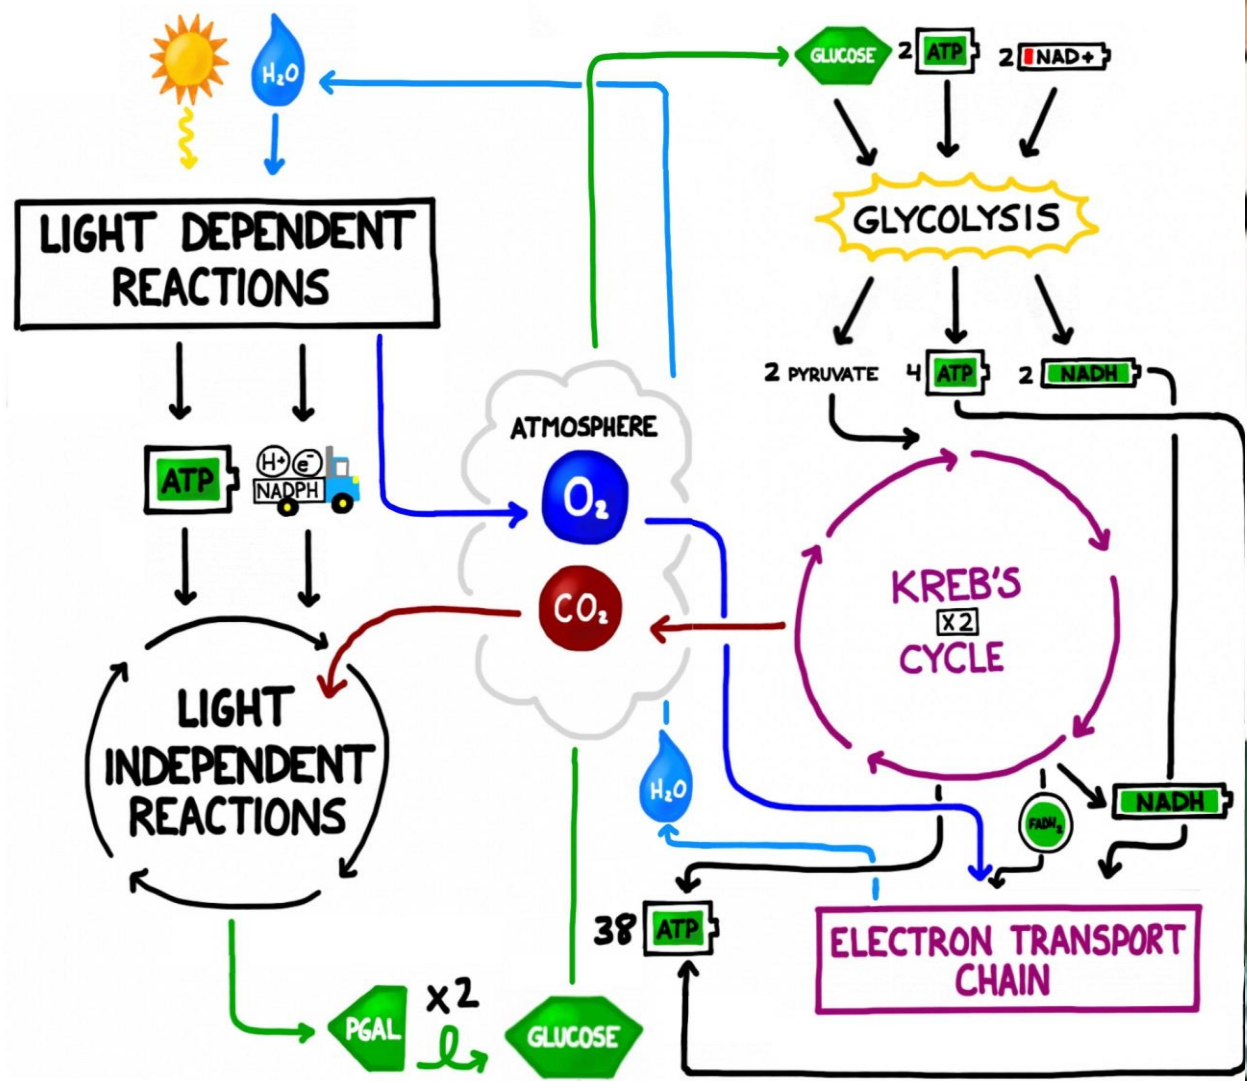 H₂O
GLUCOSE
2 ATP
2 NAD+
LIGHT DEPENDENT
REACTIONS
GLYCOLYSIS
2 PYRUVATE
4 ATP
2 NADH
ATMOSPHERE
O₂
CO₂
ATP
H+ e⁻
NADPH
KREB'S
X2
CYCLE
LIGHT
INDEPENDENT
REACTIONS
H₂O
FADH₂
NADH
38 ATP
ELECTRON TRANSPORT
CHAIN
PGAL
X2
GLUCOSE